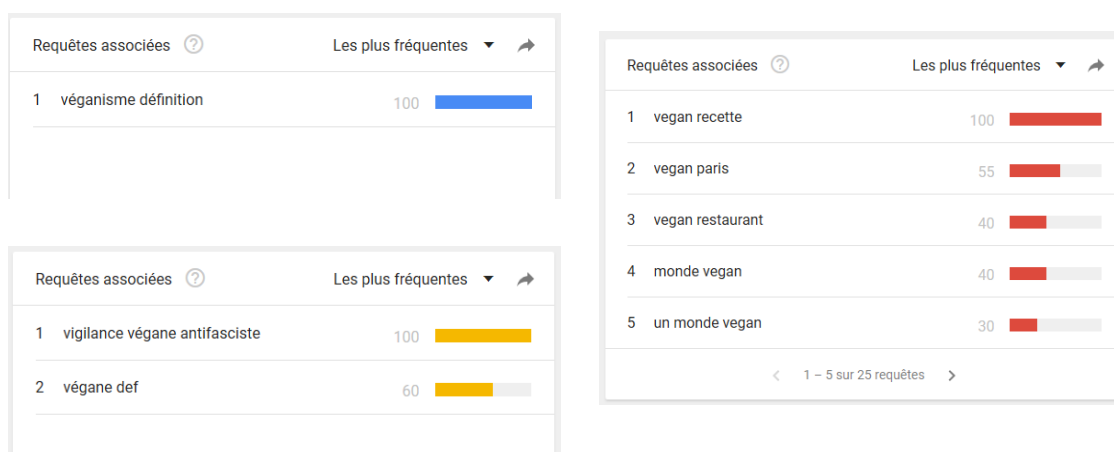 Requêtes associées ? Les plus fréquentes
1 véganisme définition 100
Requêtes associées ? Les plus fréquentes
1 vigilance végane antifasciste 100
2 végane def 60
Requêtes associées ? Les plus fréquentes
1 vegan recette 100
2 vegan paris 55
3 vegan restaurant 40
4 monde vegan 40
5 un monde vegan 30
< 1 – 5 sur 25 requêtes >